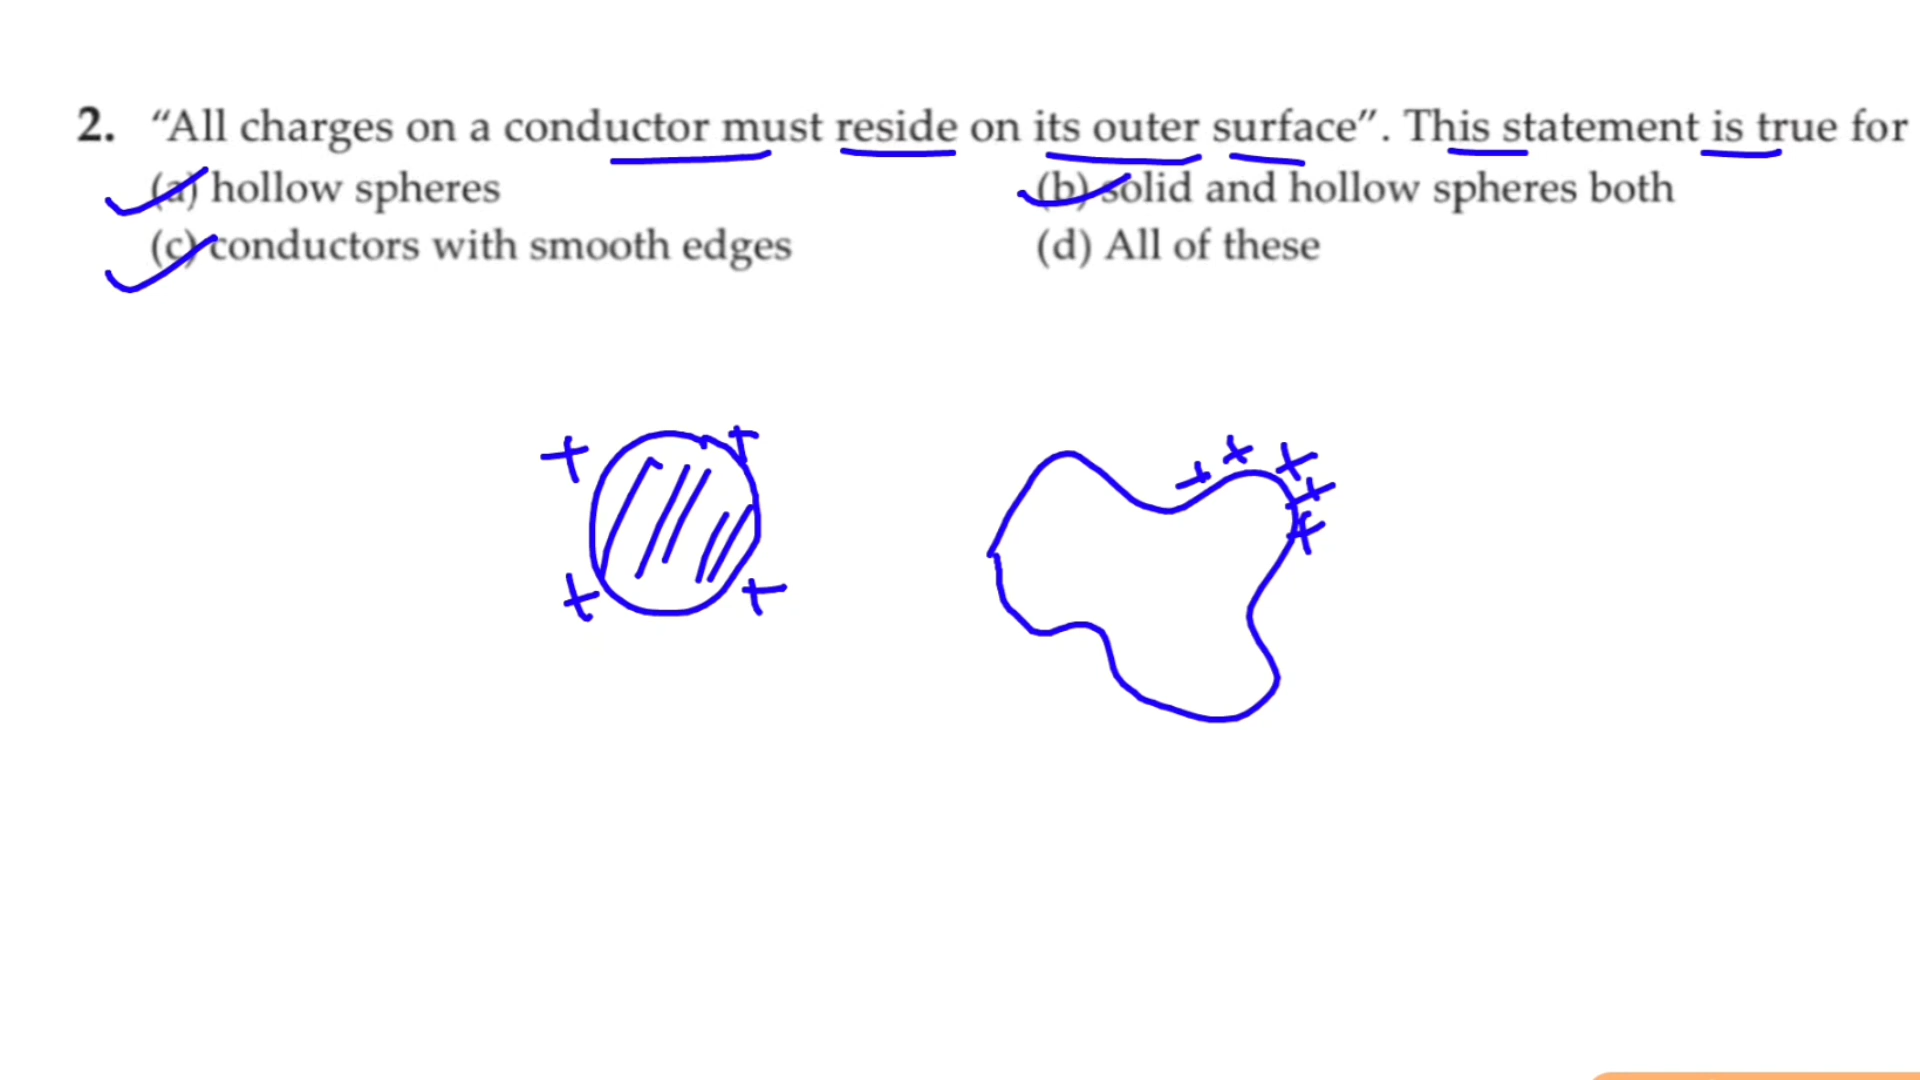 2. “All charges on a conductor must reside on its outer surface”. This statement is true for
(a) hollow spheres (b) solid and hollow spheres both
(c) conductors with smooth edges (d) All of these
+ + + + + + + + +